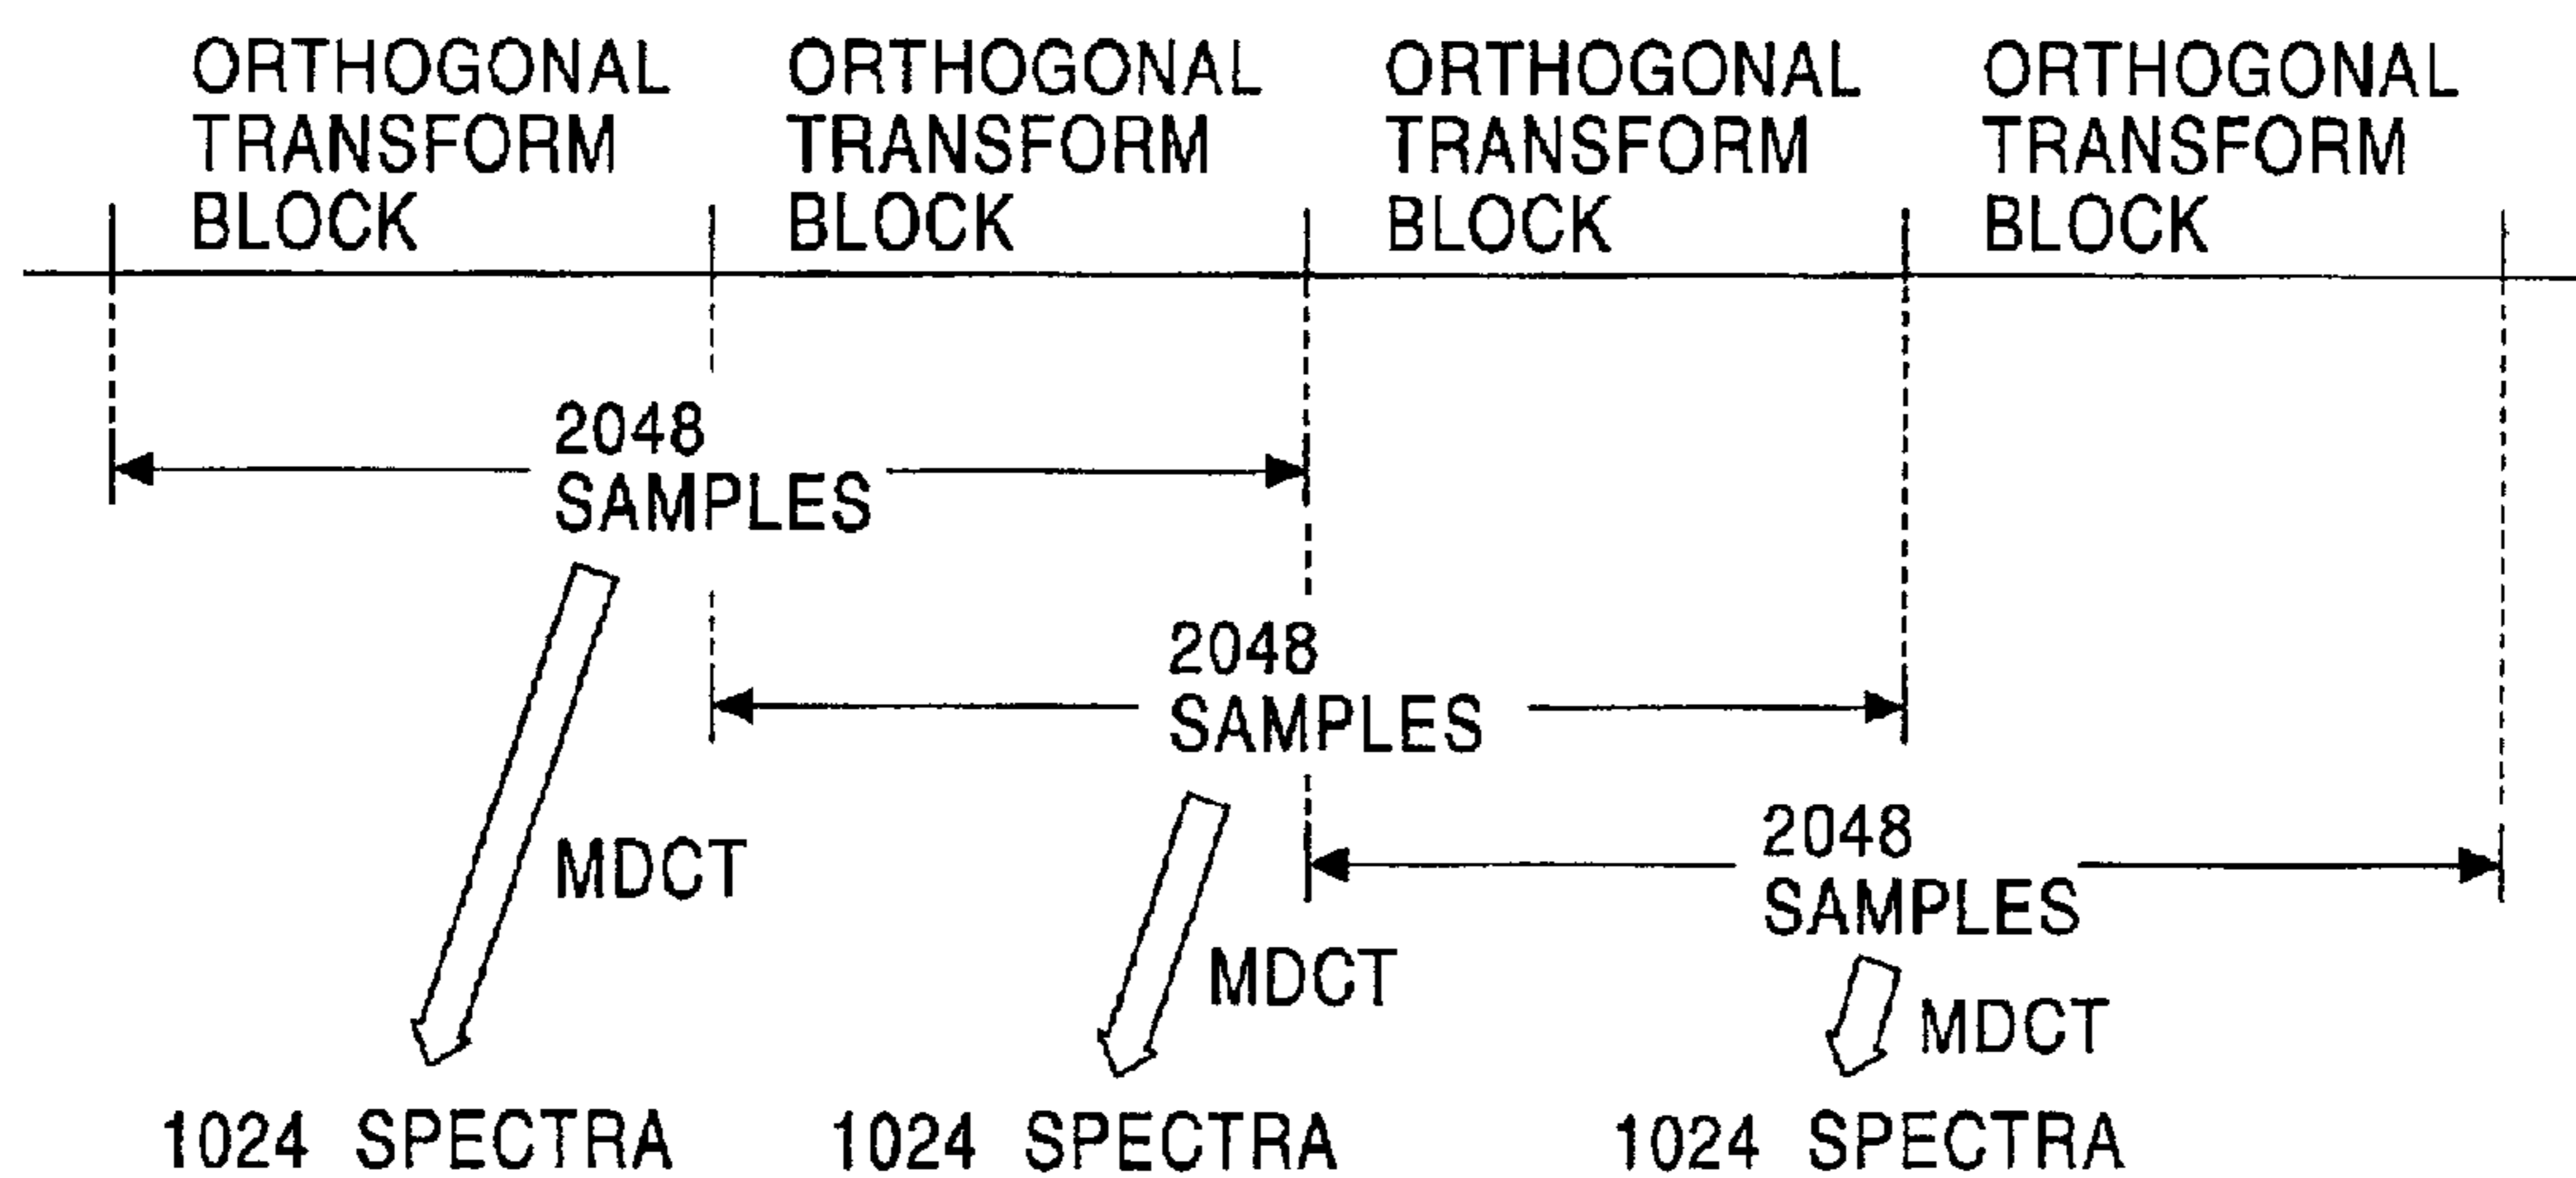 ORTHOGONAL
TRANSFORM
BLOCK
ORTHOGONAL
TRANSFORM
BLOCK
ORTHOGONAL
TRANSFORM
BLOCK
ORTHOGONAL
TRANSFORM
BLOCK
2048
SAMPLES
2048
SAMPLES
2048
SAMPLES
MDCT
MDCT
MDCT
1024 SPECTRA
1024 SPECTRA
1024 SPECTRA